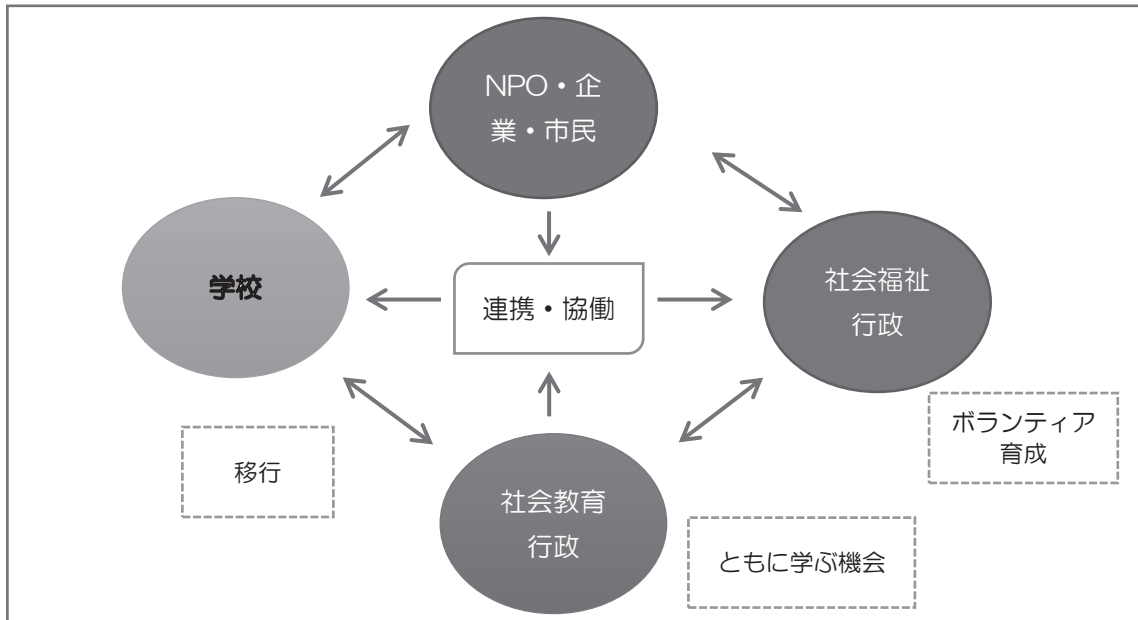 NPO・企
業・市民
学校
連携・協働
社会福祉
行政
ボランティア
育成
移行
社会教育
行政
ともに学ぶ機会